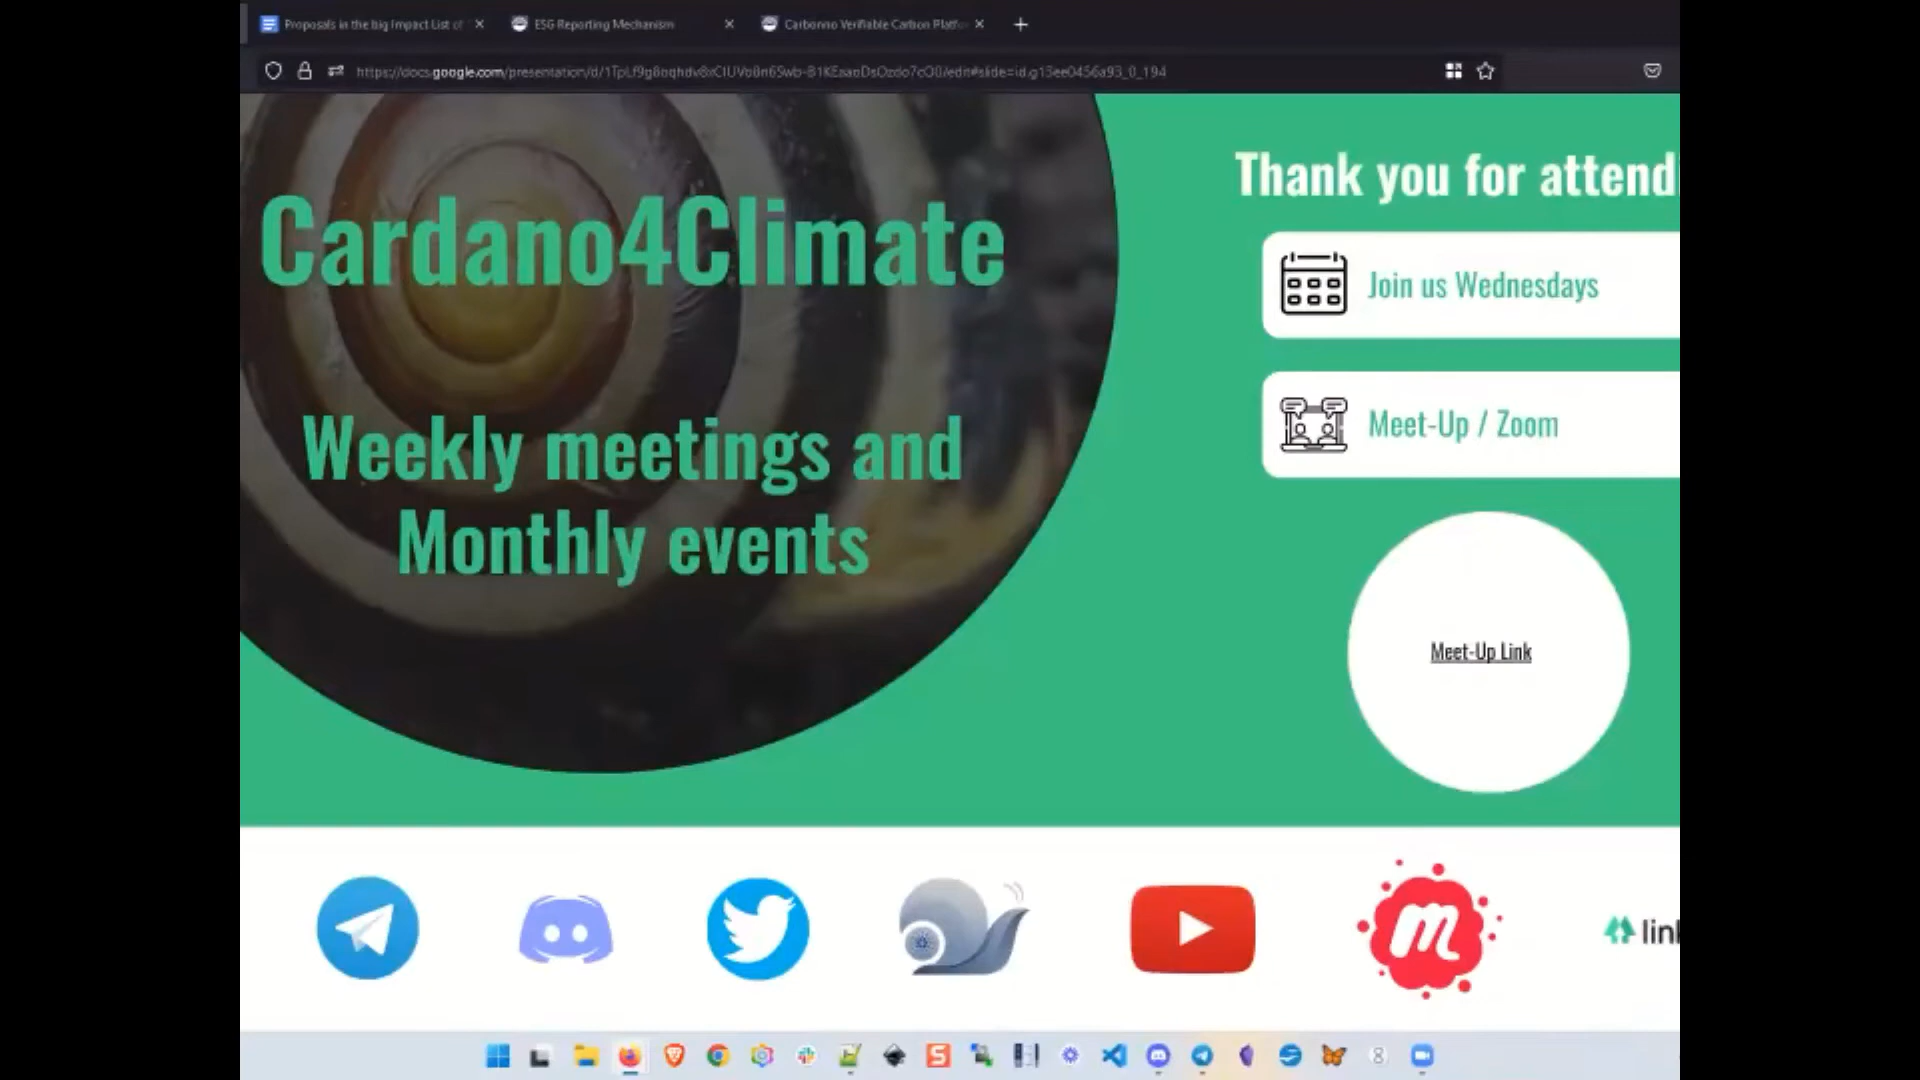 Proposals in the big Impact List of
ESG Reporting Mechanism
Carbonno Verifiable Carbon Platf
Cardano4Climate
Weekly meetings and
Monthly events
Thank you for attend
Join us Wednesdays
Meet-Up / Zoom
Meet-Up Link
link